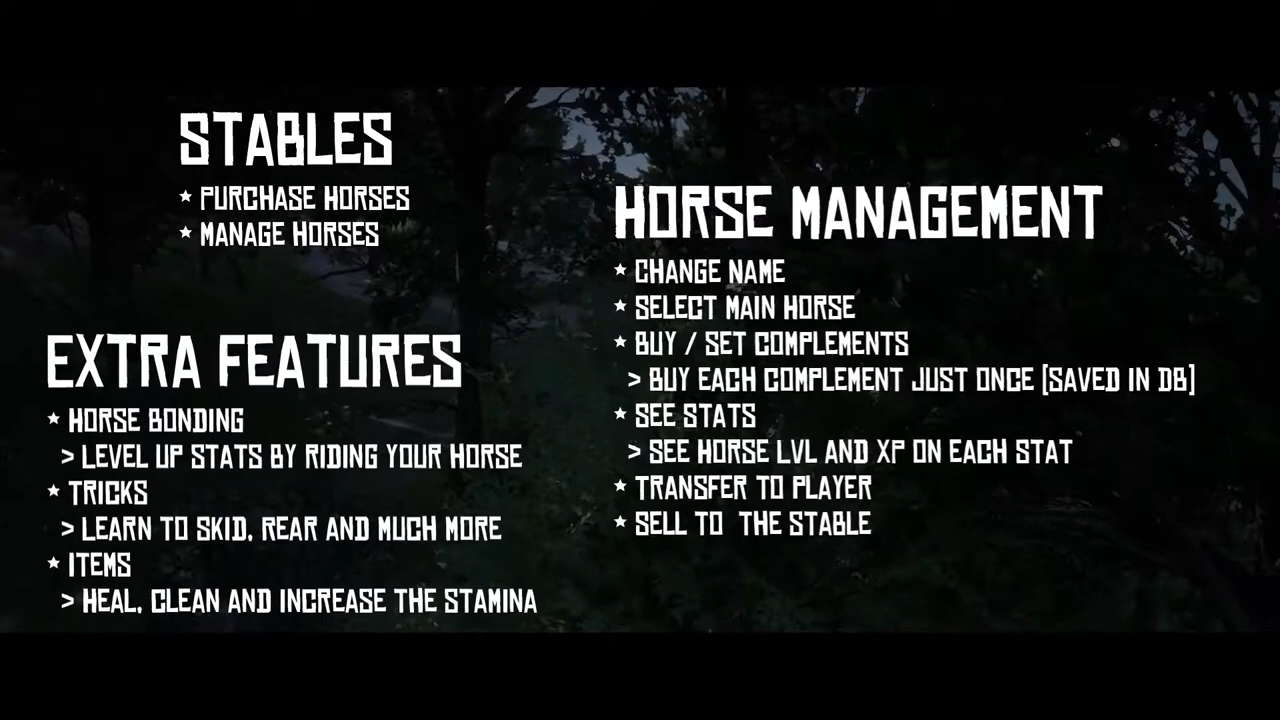 STABLES
★ PURCHASE HORSES
★ MANAGE HORSES
EXTRA FEATURES
★ HORSE BONDING
> LEVEL UP STATS BY RIDING YOUR HORSE
★ TRICKS
> LEARN TO SKID, REAR AND MUCH MORE
★ ITEMS
> HEAL, CLEAN AND INCREASE THE STAMINA
HORSE MANAGEMENT
★ CHANGE NAME
★ SELECT MAIN HORSE
★ BUY / SET COMPLEMENTS
> BUY EACH COMPLEMENT JUST ONCE [SAVED IN DB]
★ SEE STATS
> SEE HORSE LVL AND XP ON EACH STAT
★ TRANSFER TO PLAYER
★ SELL TO THE STABLE